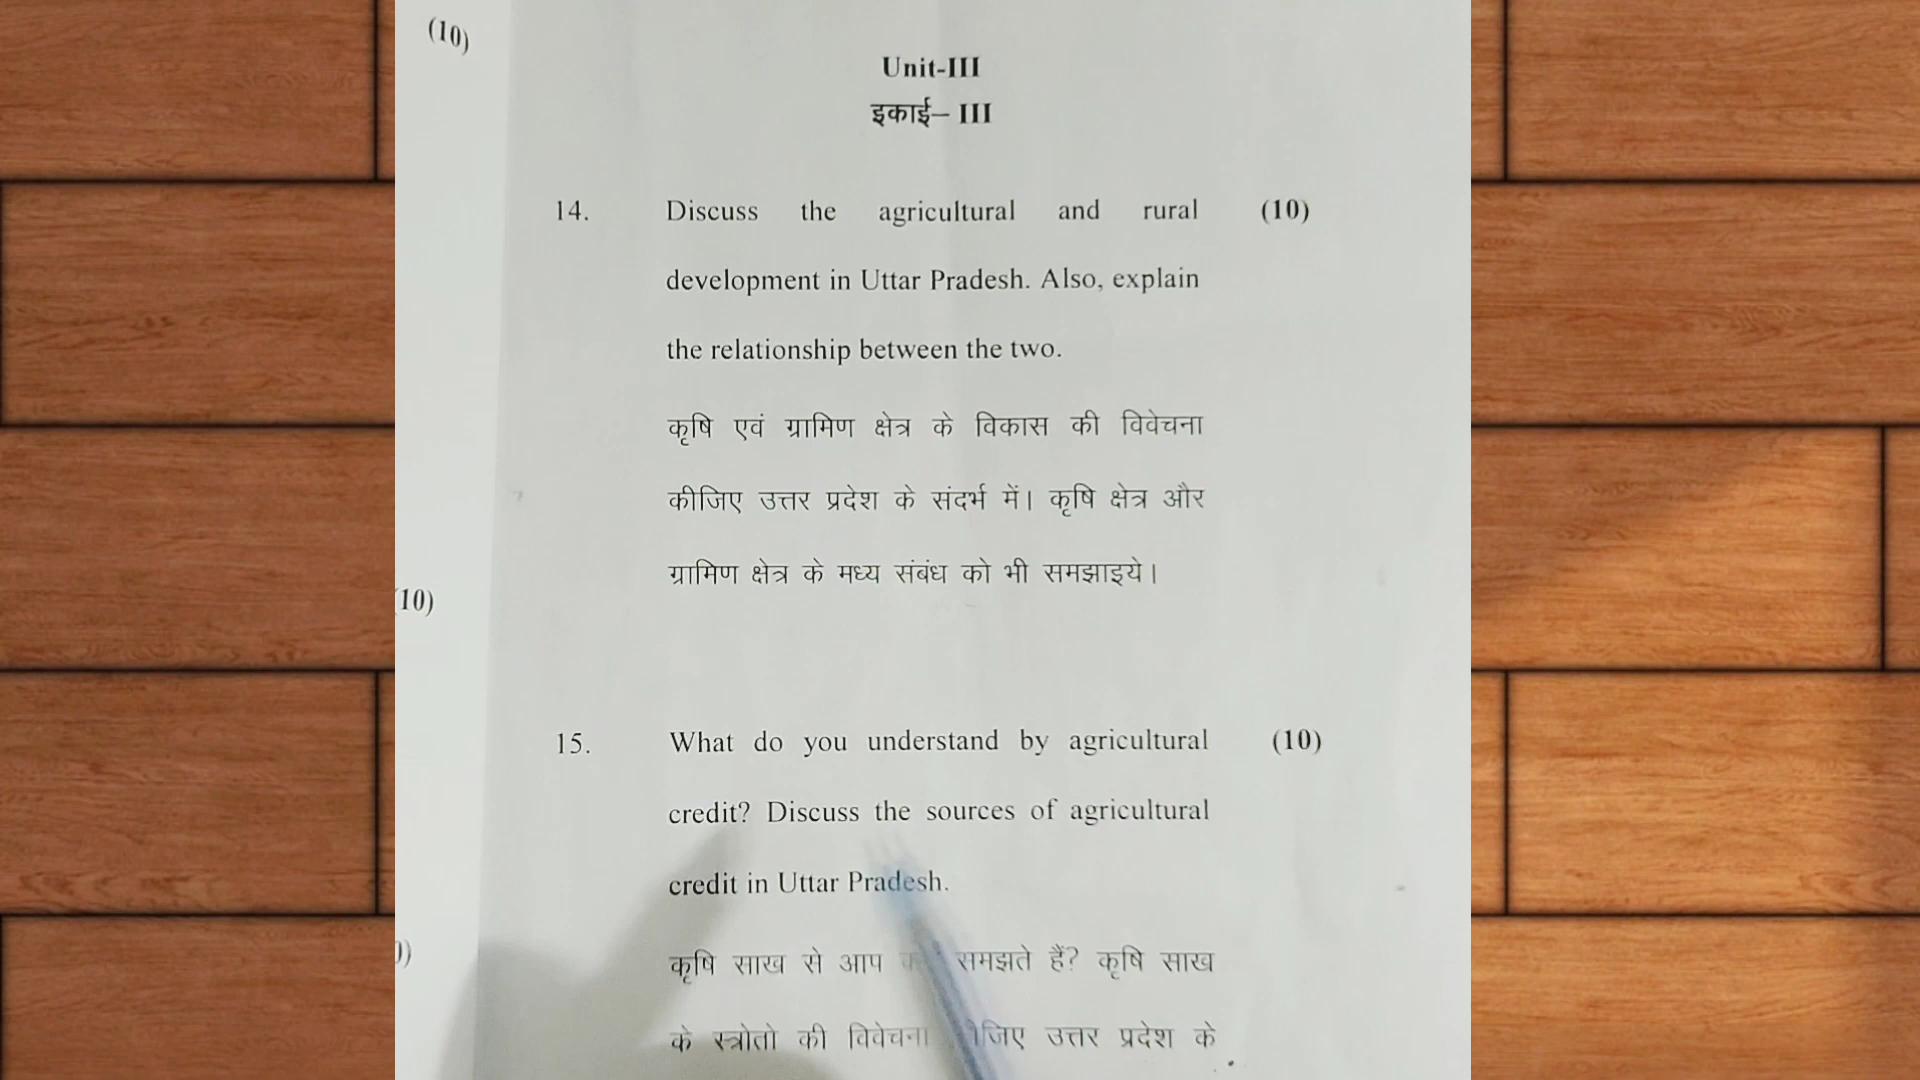 (10)
Unit-III
इकाई– III
14. Discuss the agricultural and rural (10)
development in Uttar Pradesh. Also, explain
the relationship between the two.
कृषि एवं ग्रामिण क्षेत्र के विकास की विवेचना
कीजिए उत्तर प्रदेश के संदर्भ में। कृषि क्षेत्र और
ग्रामिण क्षेत्र के मध्य संबंध को भी समझाइये।
10)
15. What do you understand by agricultural (10)
credit? Discuss the sources of agricultural
credit in Uttar Pradesh.
कृषि साख से आप समझते हैं? कृषि साख
के स्त्रोतो की विवेचना उत्तर प्रदेश के